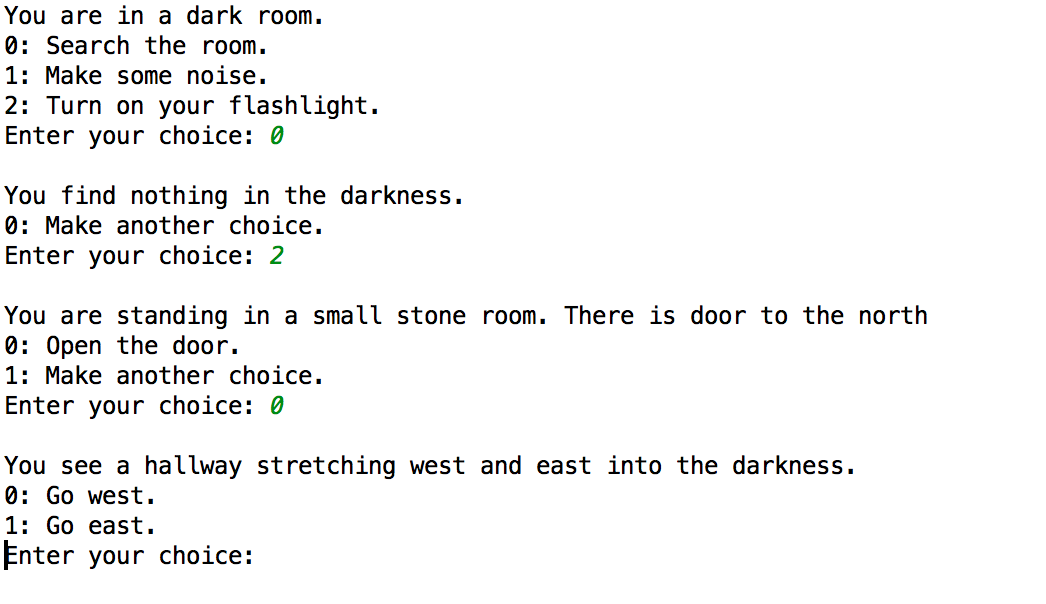 You are in a dark room.
0: Search the room.
1: Make some noise.
2: Turn on your flashlight.
Enter your choice: 0
You find nothing in the darkness.
0: Make another choice.
Enter your choice: 2
You are standing in a small stone room. There is door to the north
0: Open the door.
1: Make another choice.
Enter your choice: 0
You see a hallway stretching west and east into the darkness.
0: Go west.
1: Go east.
Enter your choice: